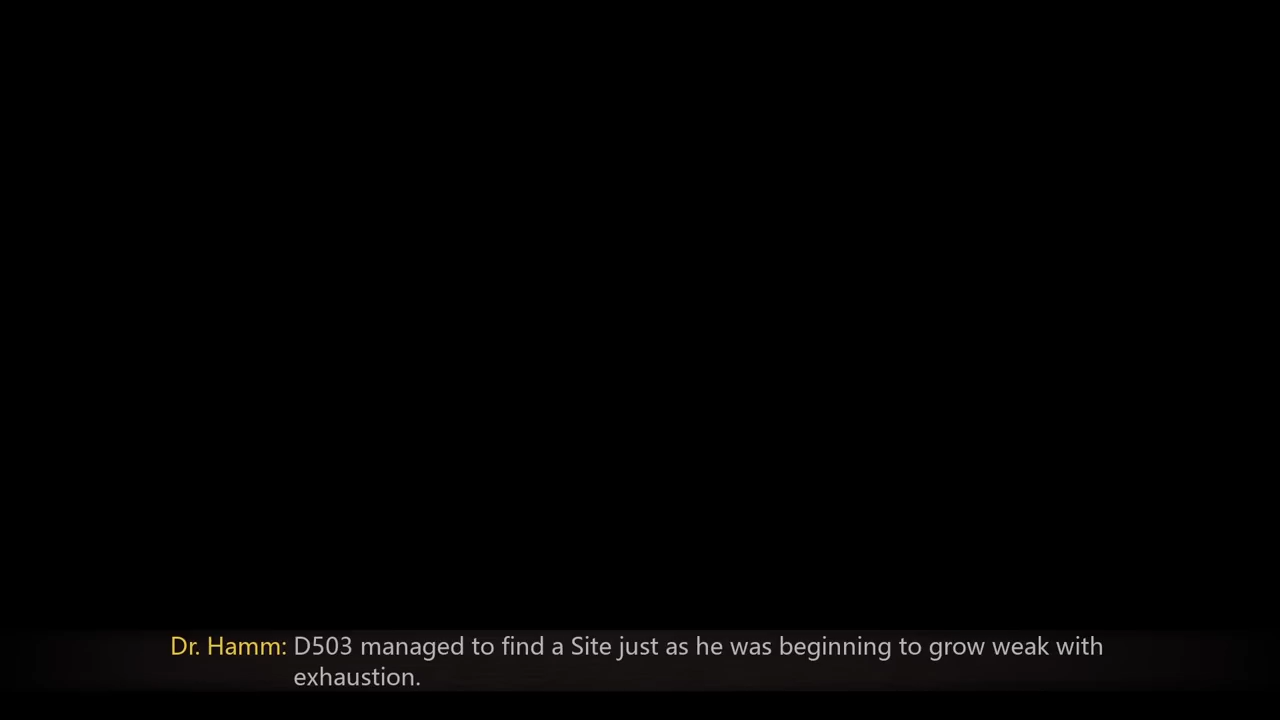 Dr. Hamm: D503 managed to find a Site just as he was beginning to grow weak with
exhaustion.